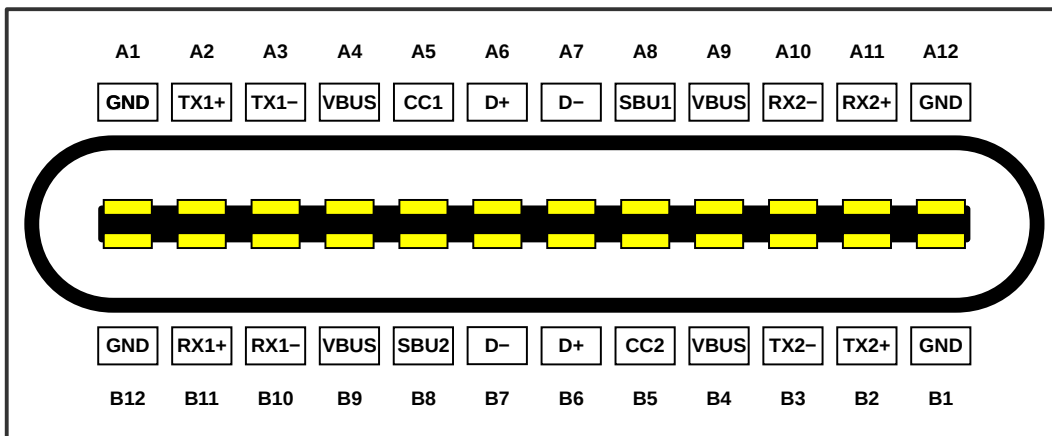 A1 A2 A3 A4 A5 A6 A7 A8 A9 A10 A11 A12
GND TX1+ TX1− VBUS CC1 D+ D− SBU1 VBUS RX2− RX2+ GND
GND RX1+ RX1− VBUS SBU2 D− D+ CC2 VBUS TX2− TX2+ GND
B12 B11 B10 B9 B8 B7 B6 B5 B4 B3 B2 B1